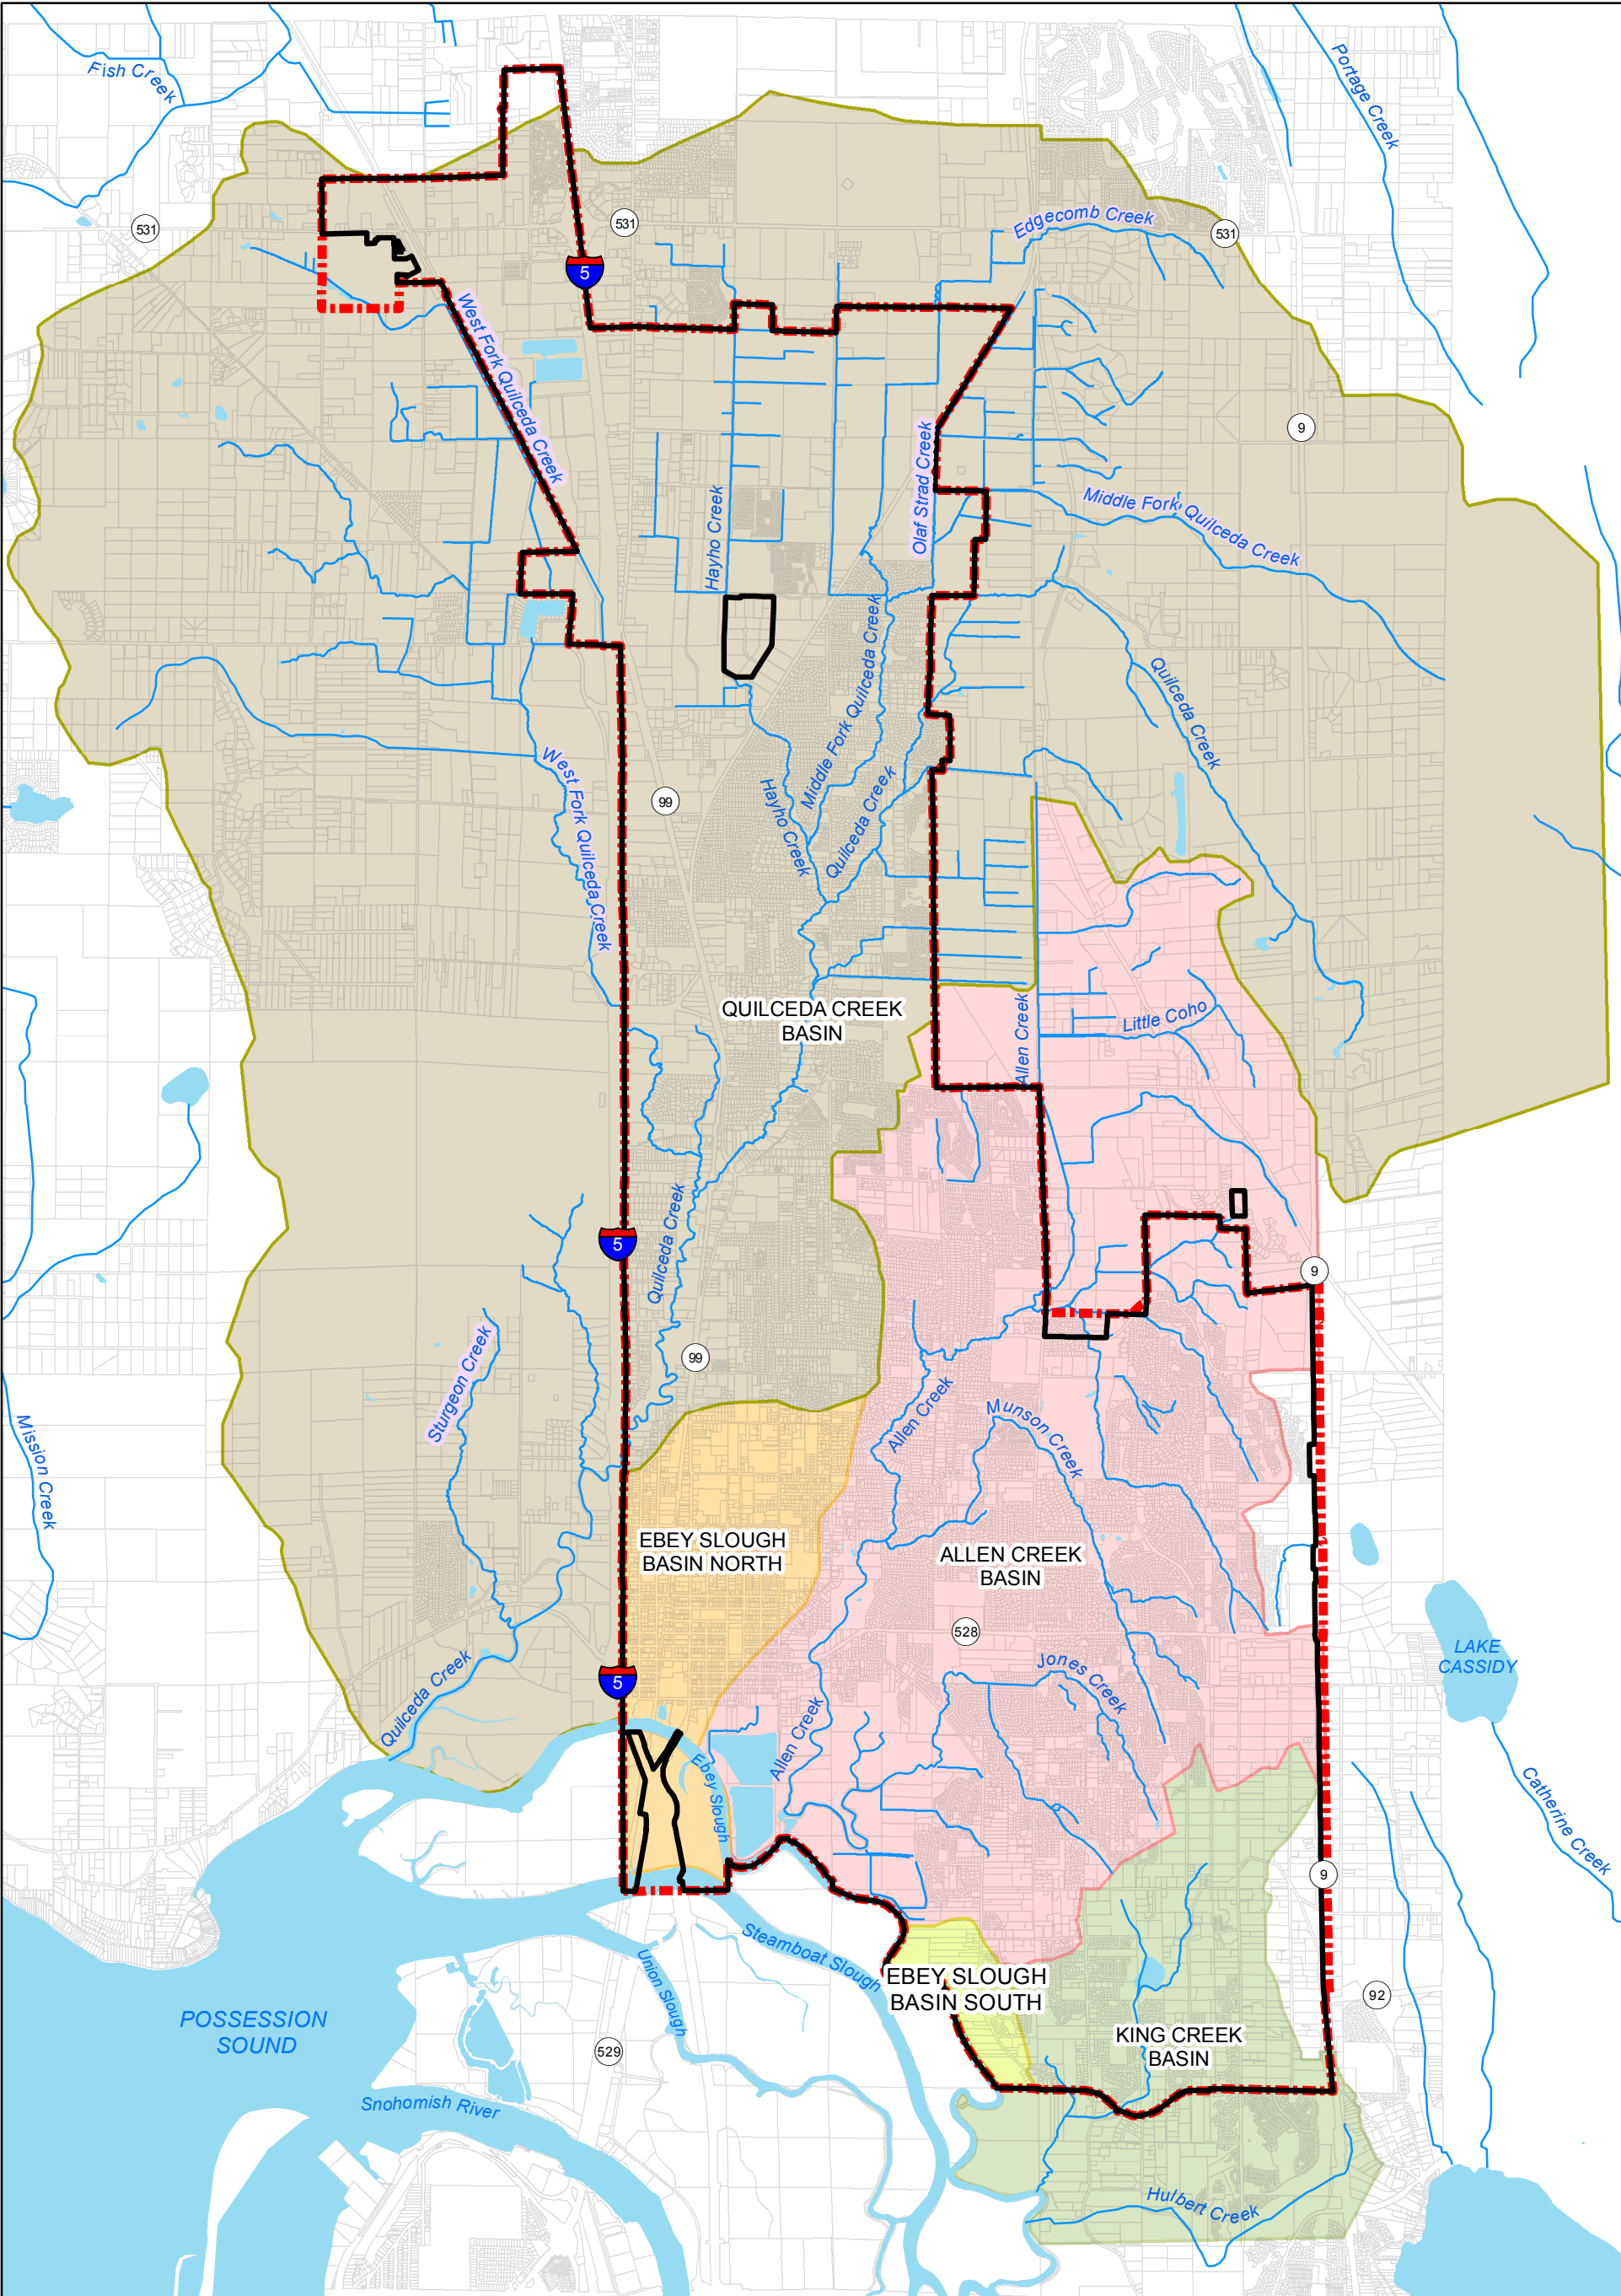 Fish Creek
Portage Creek
531
531
Edgecomb Creek
531
5
West Fork Quilceda Creek
9
Olaf Strad Creek
Hayho Creek
Middle Fork Quilceda Creek
Middle Fork Quilceda Creek
Quilceda Creek
West Fork Quilceda Creek
99
Hayho Creek
Quilceda Creek
QUILCEDA CREEK
BASIN
Allen Creek
Little Coho
Quilceda Creek
5
9
Sturgeon Creek
99
Allen Creek
Munson Creek
Mission Creek
EBEY SLOUGH
BASIN NORTH
ALLEN CREEK
BASIN
528
LAKE
CASSIDY
Jones Creek
Quilceda Creek
5
Allen Creek
Ebey Slough
Catherine Creek
9
Steamboat Slough
Union Slough
EBEY SLOUGH
BASIN SOUTH
92
POSSESSION
SOUND
529
KING CREEK
BASIN
Snohomish River
Hulbert Creek